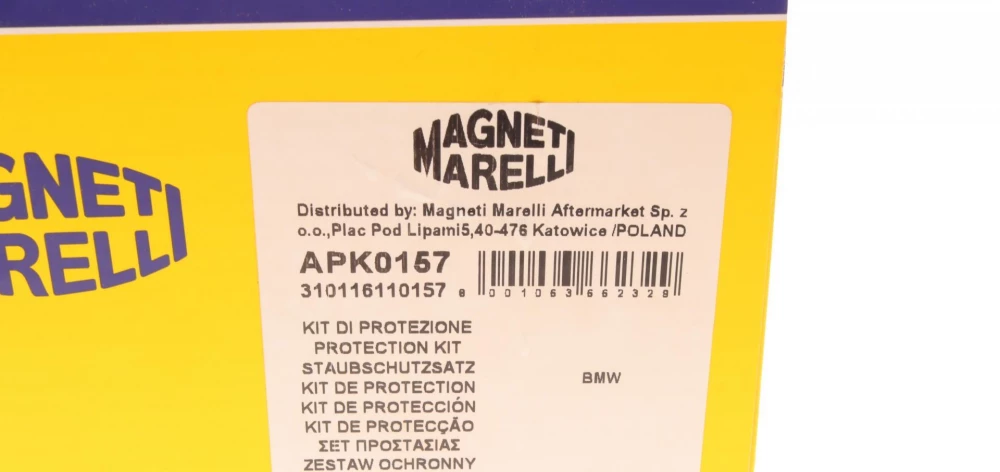 GNETI
RELLI
MAGNETI
MARELLI
Distributed by: Magneti Marelli Aftermarket Sp. z
o.o.,Plac Pod Lipami5,40-476 Katowice /POLAND
APK0157
310116110157
8 001063 662329
KIT DI PROTEZIONE
PROTECTION KIT
STAUBSCHUTZSATZ
KIT DE PROTECTION
KIT DE PROTECCIÓN
KIT DE PROTECÇÃO
ΣΕΤ ΠΡΟΣΤΑΣΙΑΣ
ZESTAW OCHRONNY
BMW